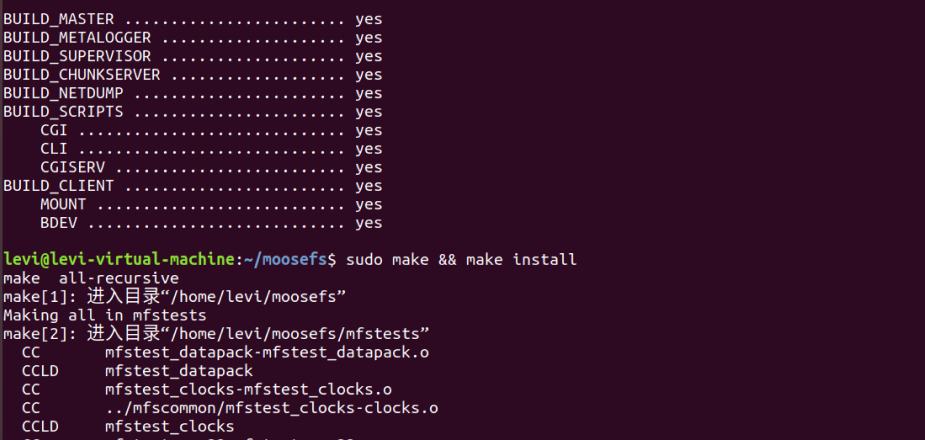 BUILD_MASTER ........................ yes
BUILD_METALOGGER .................... yes
BUILD_SUPERVISOR .................... yes
BUILD_CHUNKSERVER ................... yes
BUILD_NETDUMP ....................... yes
BUILD_SCRIPTS ....................... yes
    CGI ............................. yes
    CLI ............................. yes
    CGISERV ......................... yes
BUILD_CLIENT ........................ yes
    MOUNT ........................... yes
    BDEV ............................ yes
levi@levi-virtual-machine:~/moosefs$ sudo make && make install
make  all-recursive
make[1]: 进入目录“/home/levi/moosefs”
Making all in mfstests
make[2]: 进入目录“/home/levi/moosefs/mfstests”
  CC       mfstest_datapack-mfstest_datapack.o
  CCLD     mfstest_datapack
  CC       mfstest_clocks-mfstest_clocks.o
  CC       ../mfscommon/mfstest_clocks-clocks.o
  CCLD     mfstest_clocks